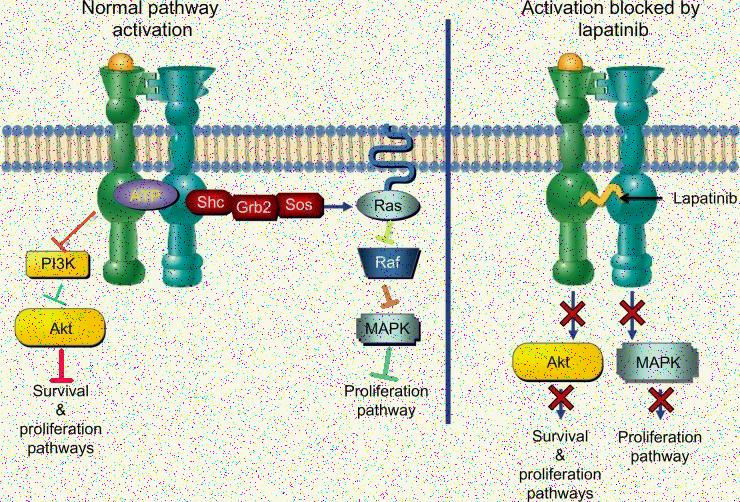 Normal pathway
activation
Activation blocked by
lapatinib
ATP
Shc
Grb2
Sos
Ras
Lapatinib
PI3K
Raf
Akt
MAPK
Survival
&
proliferation
pathways
Proliferation
pathway
Akt
MAPK
Survival
&
proliferation
pathways
Proliferation
pathway